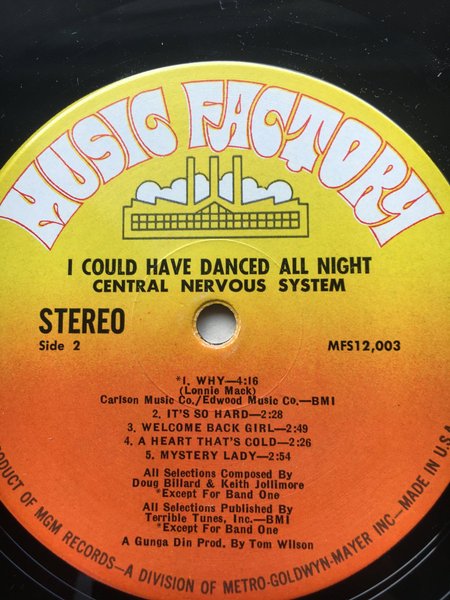 MUSIC FACTORY
I COULD HAVE DANCED ALL NIGHT
CENTRAL NERVOUS SYSTEM
STEREO
Side 2
MFS12,003
*1. WHY—4:16
(Lonnie Mack)
Carlson Music Co./Edwood Music Co.—BMI
2. IT'S SO HARD—2:28
3. WELCOME BACK GIRL—2:49
4. A HEART THAT'S COLD—2:26
5. MYSTERY LADY—2:54
All Selections Composed By
Doug Billard & Keith Jollimore
*Except For Band One
All Selections Published By
Terrible Tunes, Inc.—BMI
*Except For Band One
A Gunga Din Prod. By Tom Wilson
PRODUCT OF MGM RECORDS—A DIVISION OF METRO-GOLDWYN-MAYER INC—MADE IN U.S.A.